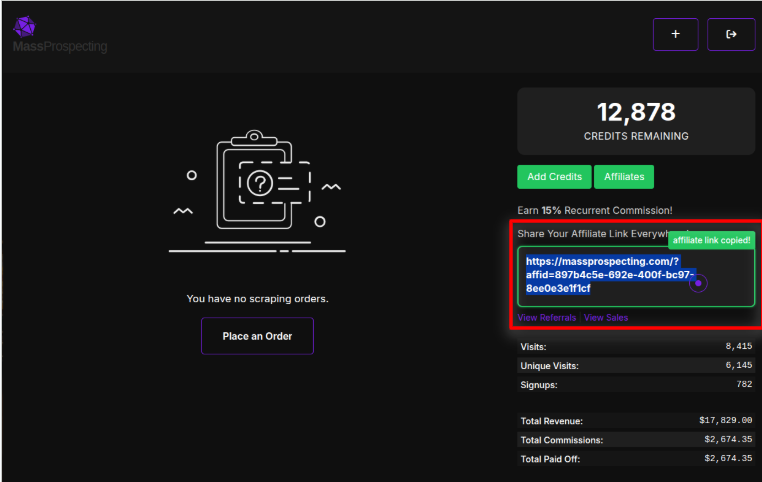 MassProspecting
+
12,878
CREDITS REMAINING
Add Credits
Affiliates
Earn 15% Recurrent Commission!
Share Your Affiliate Link
affiliate link copied!
https://massprospecting.com/?
affid=897b4c5e-692e-400f-bc97-
8ee0e3e1f1cf
View Referrals | View Sales
?
You have no scraping orders.
Place an Order
Visits: 8,415
Unique Visits: 6,145
Signups: 782
Total Revenue: $17,829.00
Total Commissions: $2,674.35
Total Paid Off: $2,674.35